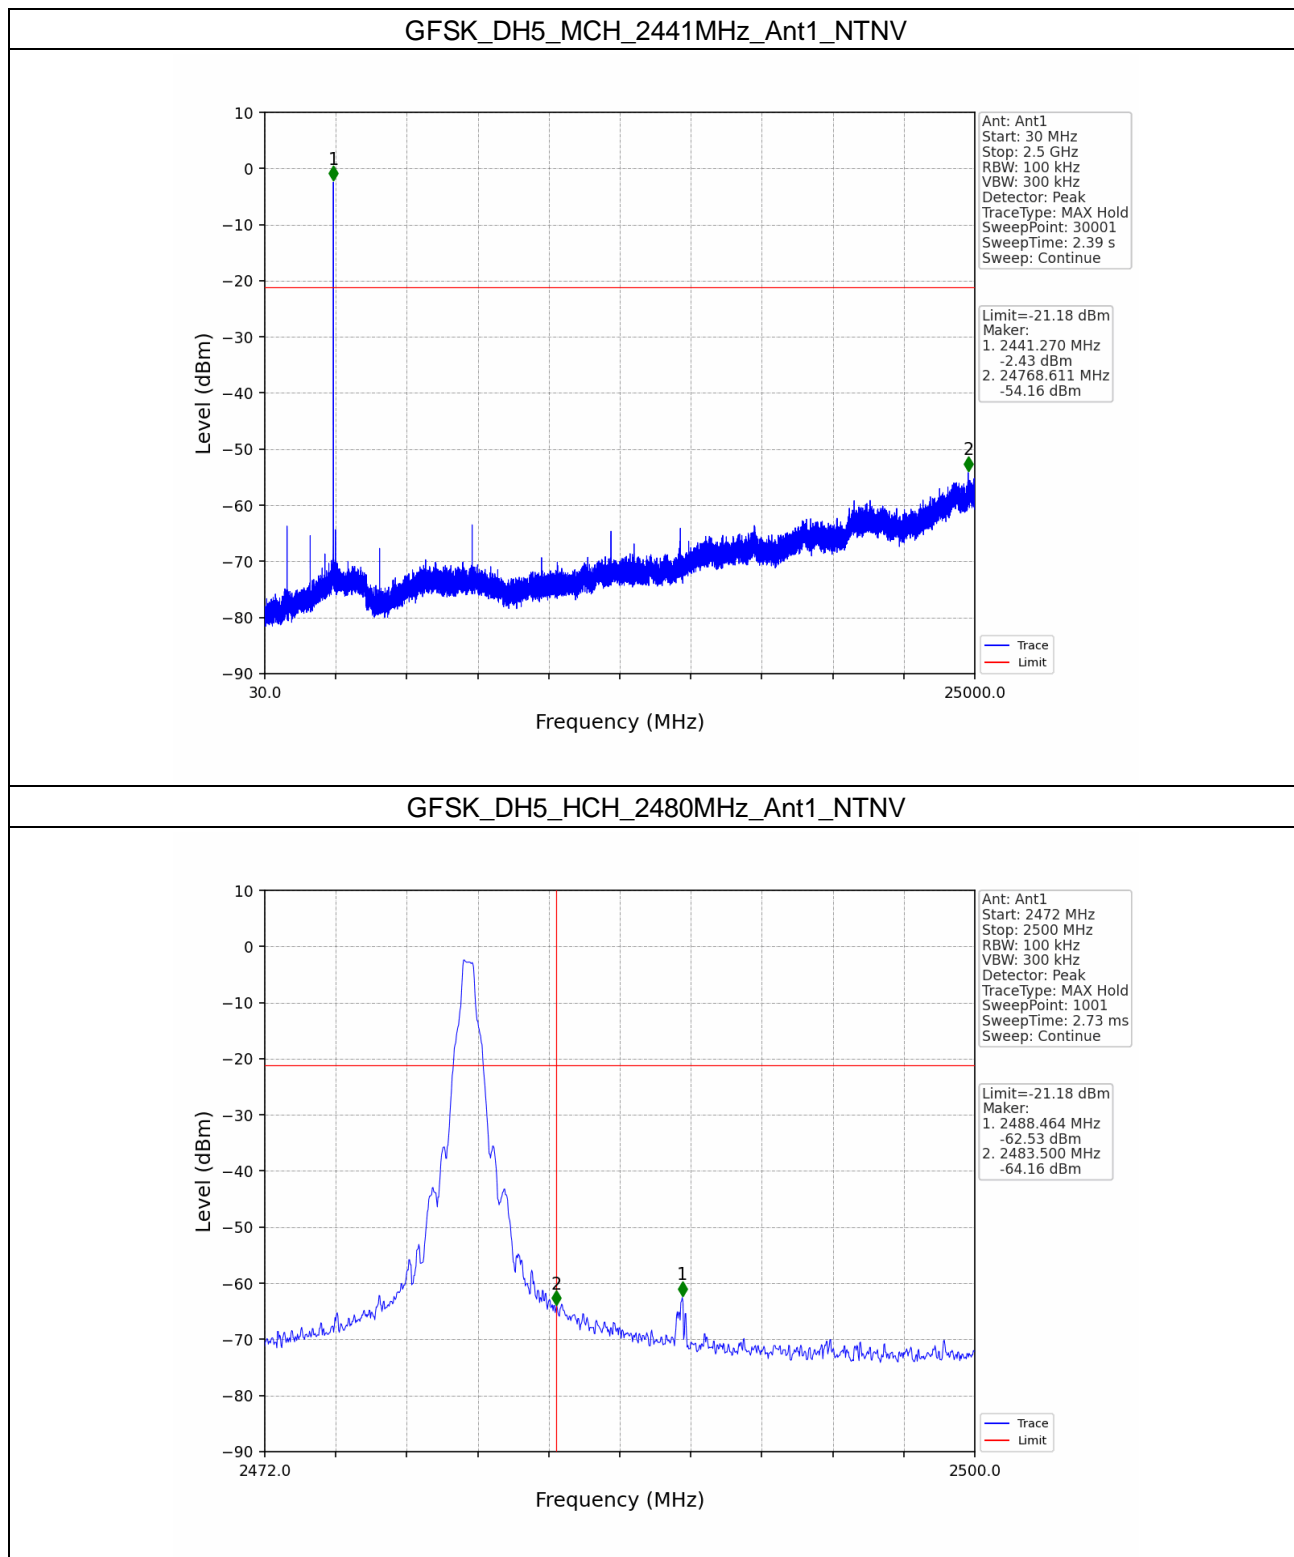 GFSK_DH5_MCH_2441MHz_Ant1_NTNV
10
0
−10
−20
−30
−40
−50
−60
−70
−80
−90
Level (dBm)
1
2
30.0
25000.0
Frequency (MHz)
Ant: Ant1
Start: 30 MHz
Stop: 2.5 GHz
RBW: 100 kHz
VBW: 300 kHz
Detector: Peak
TraceType: MAX Hold
SweepPoint: 30001
SweepTime: 2.39 s
Sweep: Continue
Limit=-21.18 dBm
Maker:
1. 2441.270 MHz
-2.43 dBm
2. 24768.611 MHz
-54.16 dBm
Trace
Limit
GFSK_DH5_HCH_2480MHz_Ant1_NTNV
10
0
−10
−20
−30
−40
−50
−60
−70
−80
−90
Level (dBm)
2
1
2472.0
2500.0
Frequency (MHz)
Ant: Ant1
Start: 2472 MHz
Stop: 2500 MHz
RBW: 100 kHz
VBW: 300 kHz
Detector: Peak
TraceType: MAX Hold
SweepPoint: 1001
SweepTime: 2.73 ms
Sweep: Continue
Limit=-21.18 dBm
Maker:
1. 2488.464 MHz
-62.53 dBm
2. 2483.500 MHz
-64.16 dBm
Trace
Limit